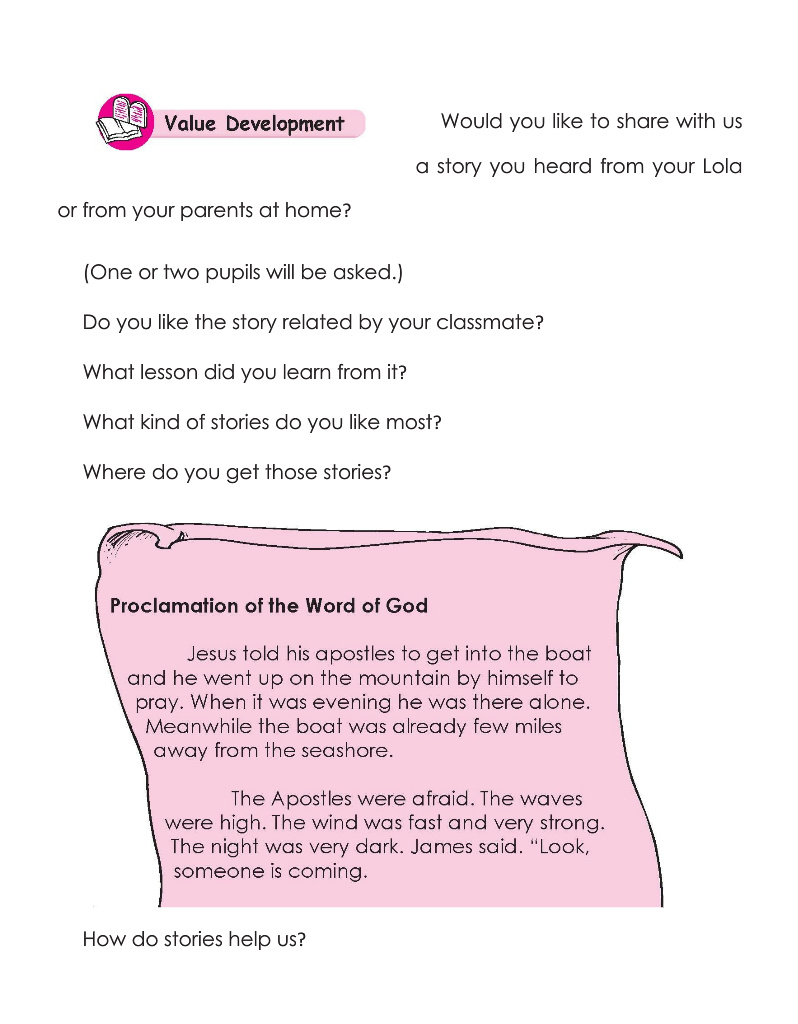 Value Development
Would you like to share with us
a story you heard from your Lola
or from your parents at home?
(One or two pupils will be asked.)
Do you like the story related by your classmate?
What lesson did you learn from it?
What kind of stories do you like most?
Where do you get those stories?
Proclamation of the Word of God
Jesus told his apostles to get into the boat
and he went up on the mountain by himself to
pray. When it was evening he was there alone.
Meanwhile the boat was already few miles
away from the seashore.
The Apostles were afraid. The waves
were high. The wind was fast and very strong.
The night was very dark. James said. “Look,
someone is coming.
How do stories help us?